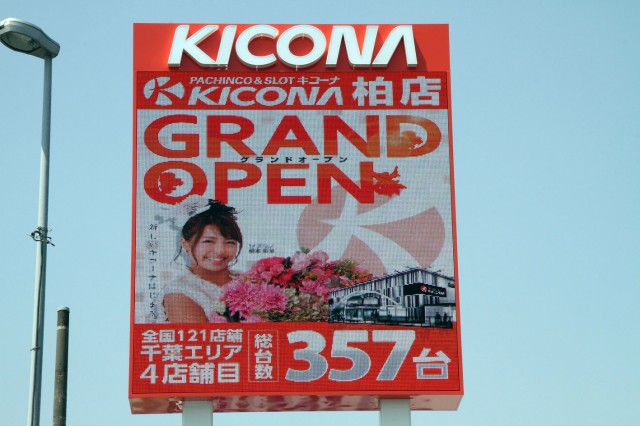 KICONA
PACHINCO & SLOT キコーナ
KICONA 柏店
GRAND
グランドオープン
OPEN
全国121店舗
千葉エリア
4店舗目
総台数
357台